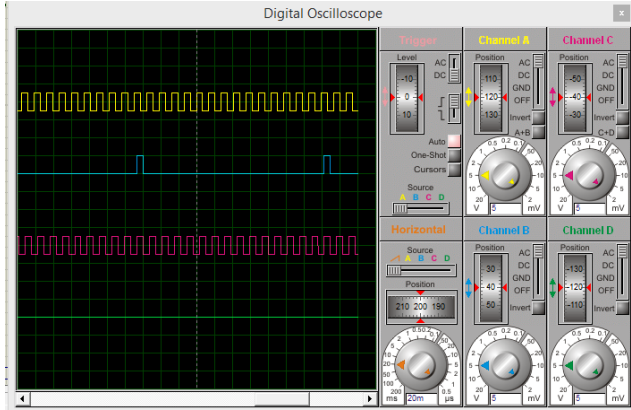 Digital Oscilloscope
x
Trigger
Level
AC
DC
-10
0
10
Auto
One-Shot
Cursors
Source
A B C D
Channel A
Position
AC
DC
GND
OFF
Invert
A+B
-110
-120
-130
V 5 mV
Channel C
Position
AC
DC
GND
OFF
Invert
C+D
-50
-40
-30
V 5 mV
Horizontal
Source
A B C D
Position
210 200 190
ms 20m µs
Channel B
Position
AC
DC
GND
OFF
Invert
30
40
50
V 5 mV
Channel D
Position
AC
DC
GND
OFF
Invert
-130
-120
-110
V 5 mV